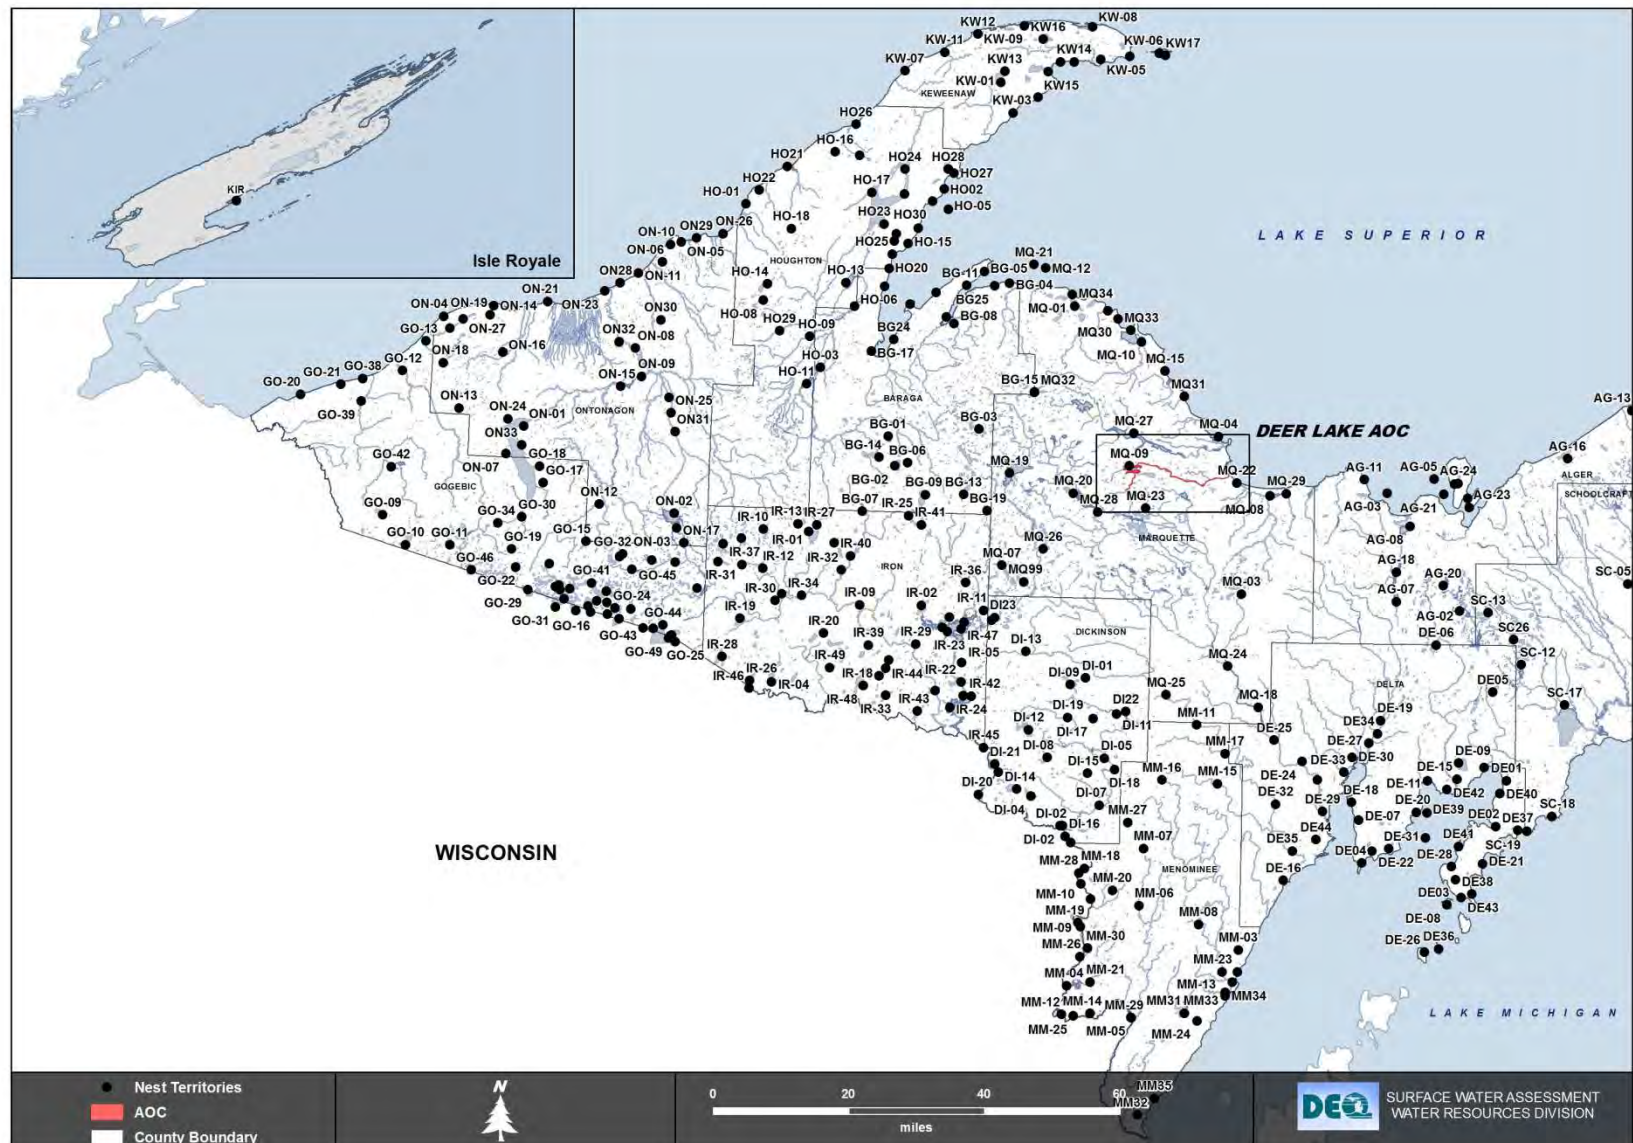 KIR
Isle Royale
KW12
KW16
KW-08
KW-11
KW-09
KW-06
KW17
KW-07
KW13
KW14
KW-05
KW-01
KW15
KEWEENAW
KW-03
HO26
HO-16
HO21
HO24
HO28
HO27
HO22
HO-17
HO02
HO-01
HO-05
ON-26
HO-18
HO23
HO30
ON29
ON-10
ON-05
HO25
HO-15
ON-06
HOUGHTON
LAKE SUPERIOR
ON-11
HO-14
HO-13
HO20
BG-11
BG-05
MQ-21
MQ-12
ON28
BG-04
ON-21
ON-23
ON-19
ON-14
ON-04
HO-06
BG25
MQ34
MQ-01
GO-13
ON-27
ON30
HO-08
HO29
HO-09
BG-08
MQ33
MQ30
ON32
ON-08
BG24
MQ-10
MQ-15
ON-18
ON-16
BG-17
GO-12
ON-09
HO-03
GO-38
GO-21
GO-20
ON-15
HO-11
BG-15
MQ32
MQ31
GO-39
ON-13
ON-25
BARAGA
ON-24
ON-01
ONTONAGON
ON31
BG-03
AG-13
ON33
BG-01
MQ-27
MQ-04
DEER LAKE AOC
GO-42
GO-18
BG-14
BG-06
MQ-09
AG-16
ON-07
GO-17
MQ-19
MQ-22
AG-11
AG-05
AG-24
ALGER
GOGEBIC
BG-02
BG-09
BG-13
MQ-20
MQ-29
AG-23
SCHOOLCRAFT
GO-09
ON-12
ON-02
BG-07
BG-19
MQ-28
MQ-23
MQ-08
AG-03
AG-21
GO-30
GO-34
IR-13
IR-27
IR-25
IR-41
IR-10
GO-10
GO-11
GO-15
ON-17
IR-01
MARQUETTE
AG-08
GO-19
GO-32
ON-03
IR-37
IR-12
IR-32
IR-40
MQ-07
MQ-26
AG-18
GO-46
GO-45
IR-31
IRON
IR-36
MQ99
MQ-03
AG-20
SC-05
GO-22
GO-41
IR-30
IR-34
GO-24
AG-07
SC-13
GO-29
IR-19
IR-09
IR-02
IR-11
DI23
AG-02
GO-31
GO-16
GO-44
GO-43
IR-20
IR-39
IR-29
IR-23
IR-47
DICKINSON
DI-13
DE-06
SC26
GO-49
GO-25
IR-28
IR-49
IR-18
IR-44
IR-22
IR-05
DI-01
MQ-24
SC-12
IR-46
IR-26
IR-04
DI-09
DELTA
IR-48
IR-33
IR-43
IR-42
MQ-25
DE05
IR-24
DI-19
DI22
MQ-18
SC-17
DI-12
DI-17
DI-11
MM-11
DE-19
DE34
IR-45
DE-25
DI-21
DI-08
DI-05
MM-17
DE-27
DE-30
DE-09
DI-15
MM-16
MM-15
DE-24
DE-33
DE-15
DE01
DI-20
DI-14
DI-18
DE-11
DE42
DE40
DI-04
DI-07
DE-32
DE-29
DE-18
DE-20
DE39
SC-18
MM-27
DE-07
DE02
DE37
DI-02
DI-16
DE44
DI-02
MM-07
DE35
DE-31
DE41
SC-19
DE04
DE-22
DE-28
DE-21
WISCONSIN
MM-28
MM-18
MENOMINEE
DE-16
MM-20
DE38
MM-10
MM-06
DE03
DE43
MM-19
MM-08
DE-08
MM-09
MM-30
MM-26
MM-03
DE-26
DE36
MM-04
MM-21
MM-23
MM-13
MM-12
MM-14
MM-29
MM31
MM33
MM34
MM-25
MM-05
MM-24
LAKE MICHIGAN
MM35
MM32
Nest Territories
AOC
County Boundary
N
0 20 40 60
miles
DEQ
SURFACE WATER ASSESSMENT
WATER RESOURCES DIVISION